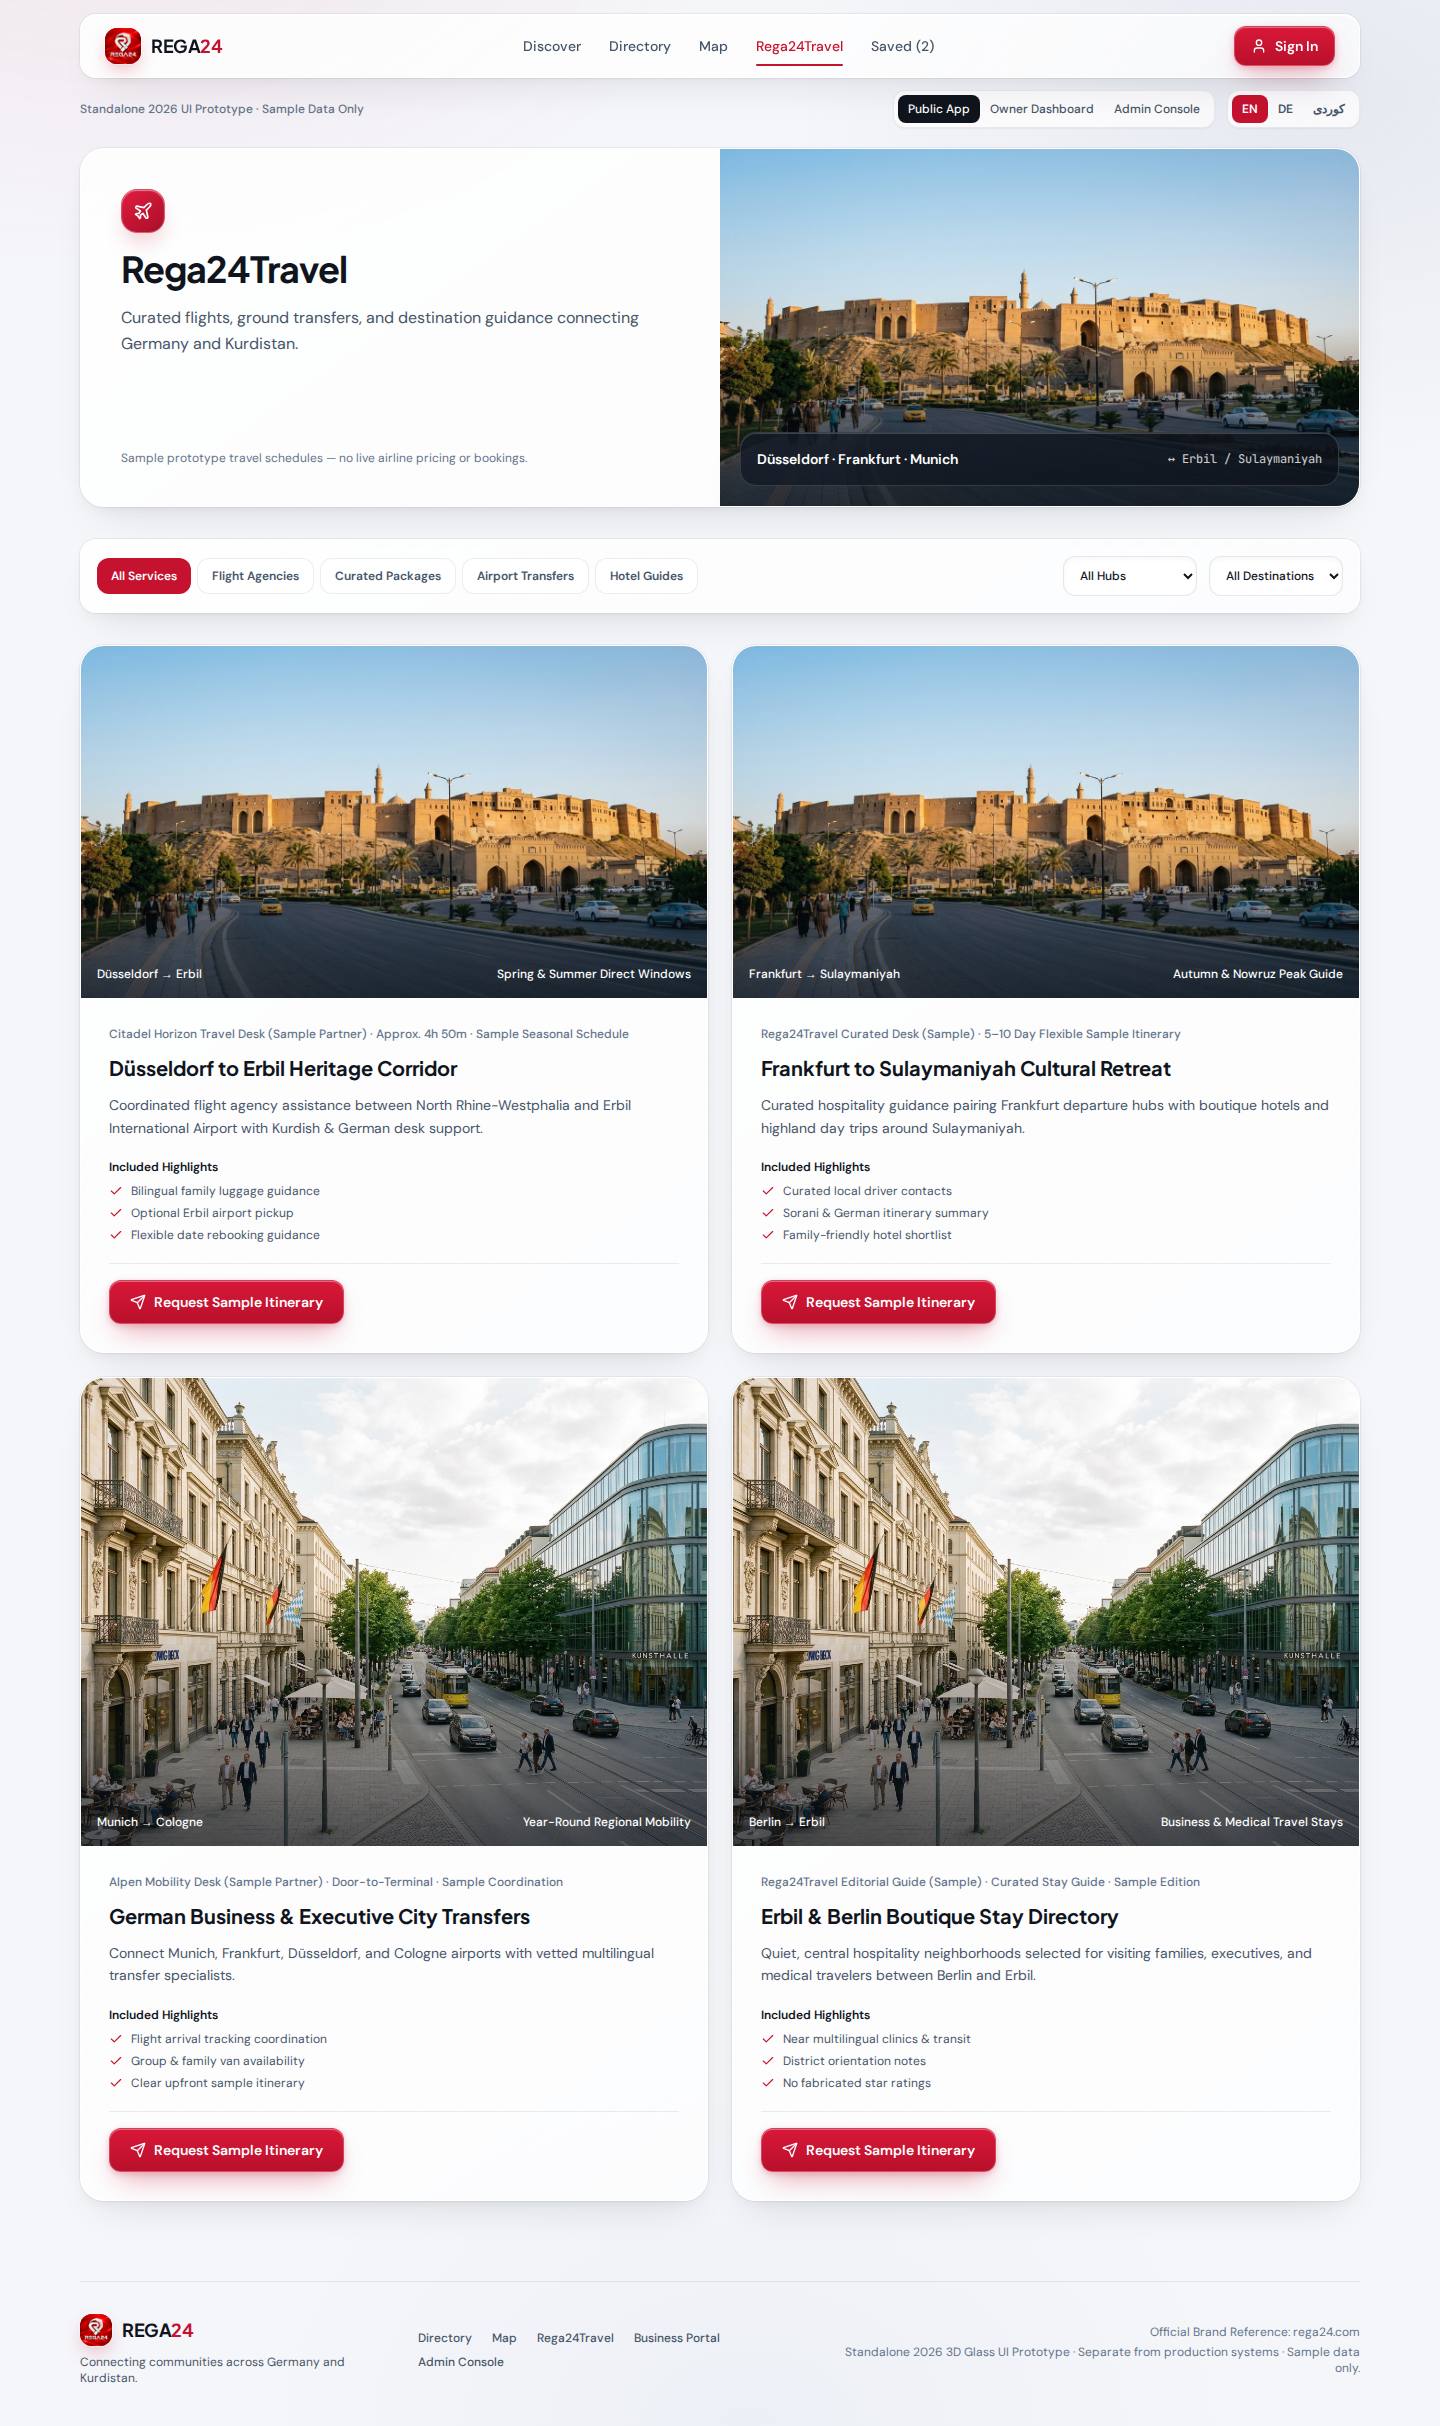 REGA24
REGA24
Discover
Directory
Map
Rega24Travel
Saved (2)
Sign In
Standalone 2026 UI Prototype · Sample Data Only
Public App
Owner Dashboard
Admin Console
EN
DE
کوردی
Rega24Travel
Curated flights, ground transfers, and destination guidance connecting
Germany and Kurdistan.
Sample prototype travel schedules — no live airline pricing or bookings.
Düsseldorf · Frankfurt · Munich
↔ Erbil / Sulaymaniyah
All Services
Flight Agencies
Curated Packages
Airport Transfers
Hotel Guides
All Hubs
All Destinations
Düsseldorf → Erbil
Spring & Summer Direct Windows
Citadel Horizon Travel Desk (Sample Partner) · Approx. 4h 50m · Sample Seasonal Schedule
Düsseldorf to Erbil Heritage Corridor
Coordinated flight agency assistance between North Rhine-Westphalia and Erbil
International Airport with Kurdish & German desk support.
Included Highlights
Bilingual family luggage guidance
Optional Erbil airport pickup
Flexible date rebooking guidance
Request Sample Itinerary
Frankfurt → Sulaymaniyah
Autumn & Nowruz Peak Guide
Rega24Travel Curated Desk (Sample) · 5–10 Day Flexible Sample Itinerary
Frankfurt to Sulaymaniyah Cultural Retreat
Curated hospitality guidance pairing Frankfurt departure hubs with boutique hotels and
highland day trips around Sulaymaniyah.
Included Highlights
Curated local driver contacts
Sorani & German itinerary summary
Family-friendly hotel shortlist
Request Sample Itinerary
KUNSTHALLE
Munich → Cologne
Year-Round Regional Mobility
Alpen Mobility Desk (Sample Partner) · Door-to-Terminal · Sample Coordination
German Business & Executive City Transfers
Connect Munich, Frankfurt, Düsseldorf, and Cologne airports with vetted multilingual
transfer specialists.
Included Highlights
Flight arrival tracking coordination
Group & family van availability
Clear upfront sample itinerary
Request Sample Itinerary
KUNSTHALLE
Berlin → Erbil
Business & Medical Travel Stays
Rega24Travel Editorial Guide (Sample) · Curated Stay Guide · Sample Edition
Erbil & Berlin Boutique Stay Directory
Quiet, central hospitality neighborhoods selected for visiting families, executives, and
medical travelers between Berlin and Erbil.
Included Highlights
Near multilingual clinics & transit
District orientation notes
No fabricated star ratings
Request Sample Itinerary
REGA24
REGA24
Connecting communities across Germany and
Kurdistan.
Directory
Map
Rega24Travel
Business Portal
Admin Console
Official Brand Reference: rega24.com
Standalone 2026 3D Glass UI Prototype · Separate from production systems · Sample data
only.